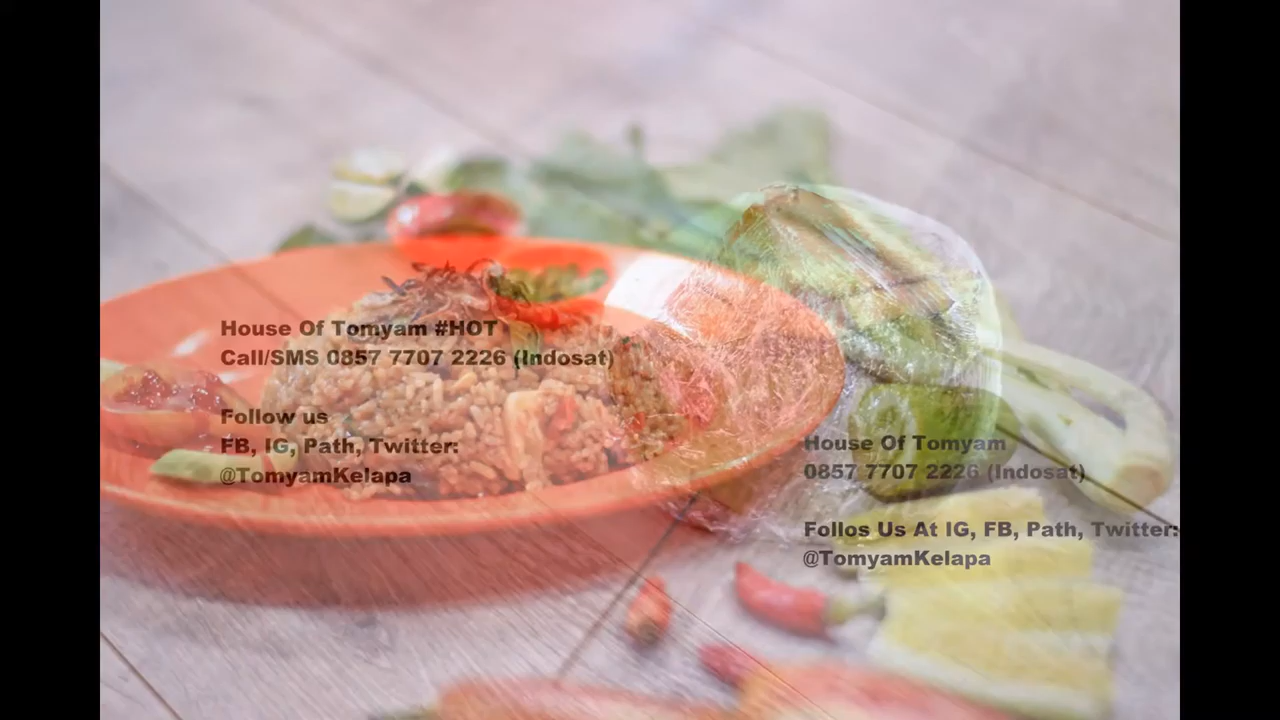 House Of Tomyam #HOT
Call/SMS 0857 7707 2226 (Indosat)
Follow us
FB, IG, Path, Twitter:
@TomyamKelapa
House Of Tomyam
0857 7707 2226 (Indosat)
Follos Us At IG, FB, Path, Twitter:
@TomyamKelapa